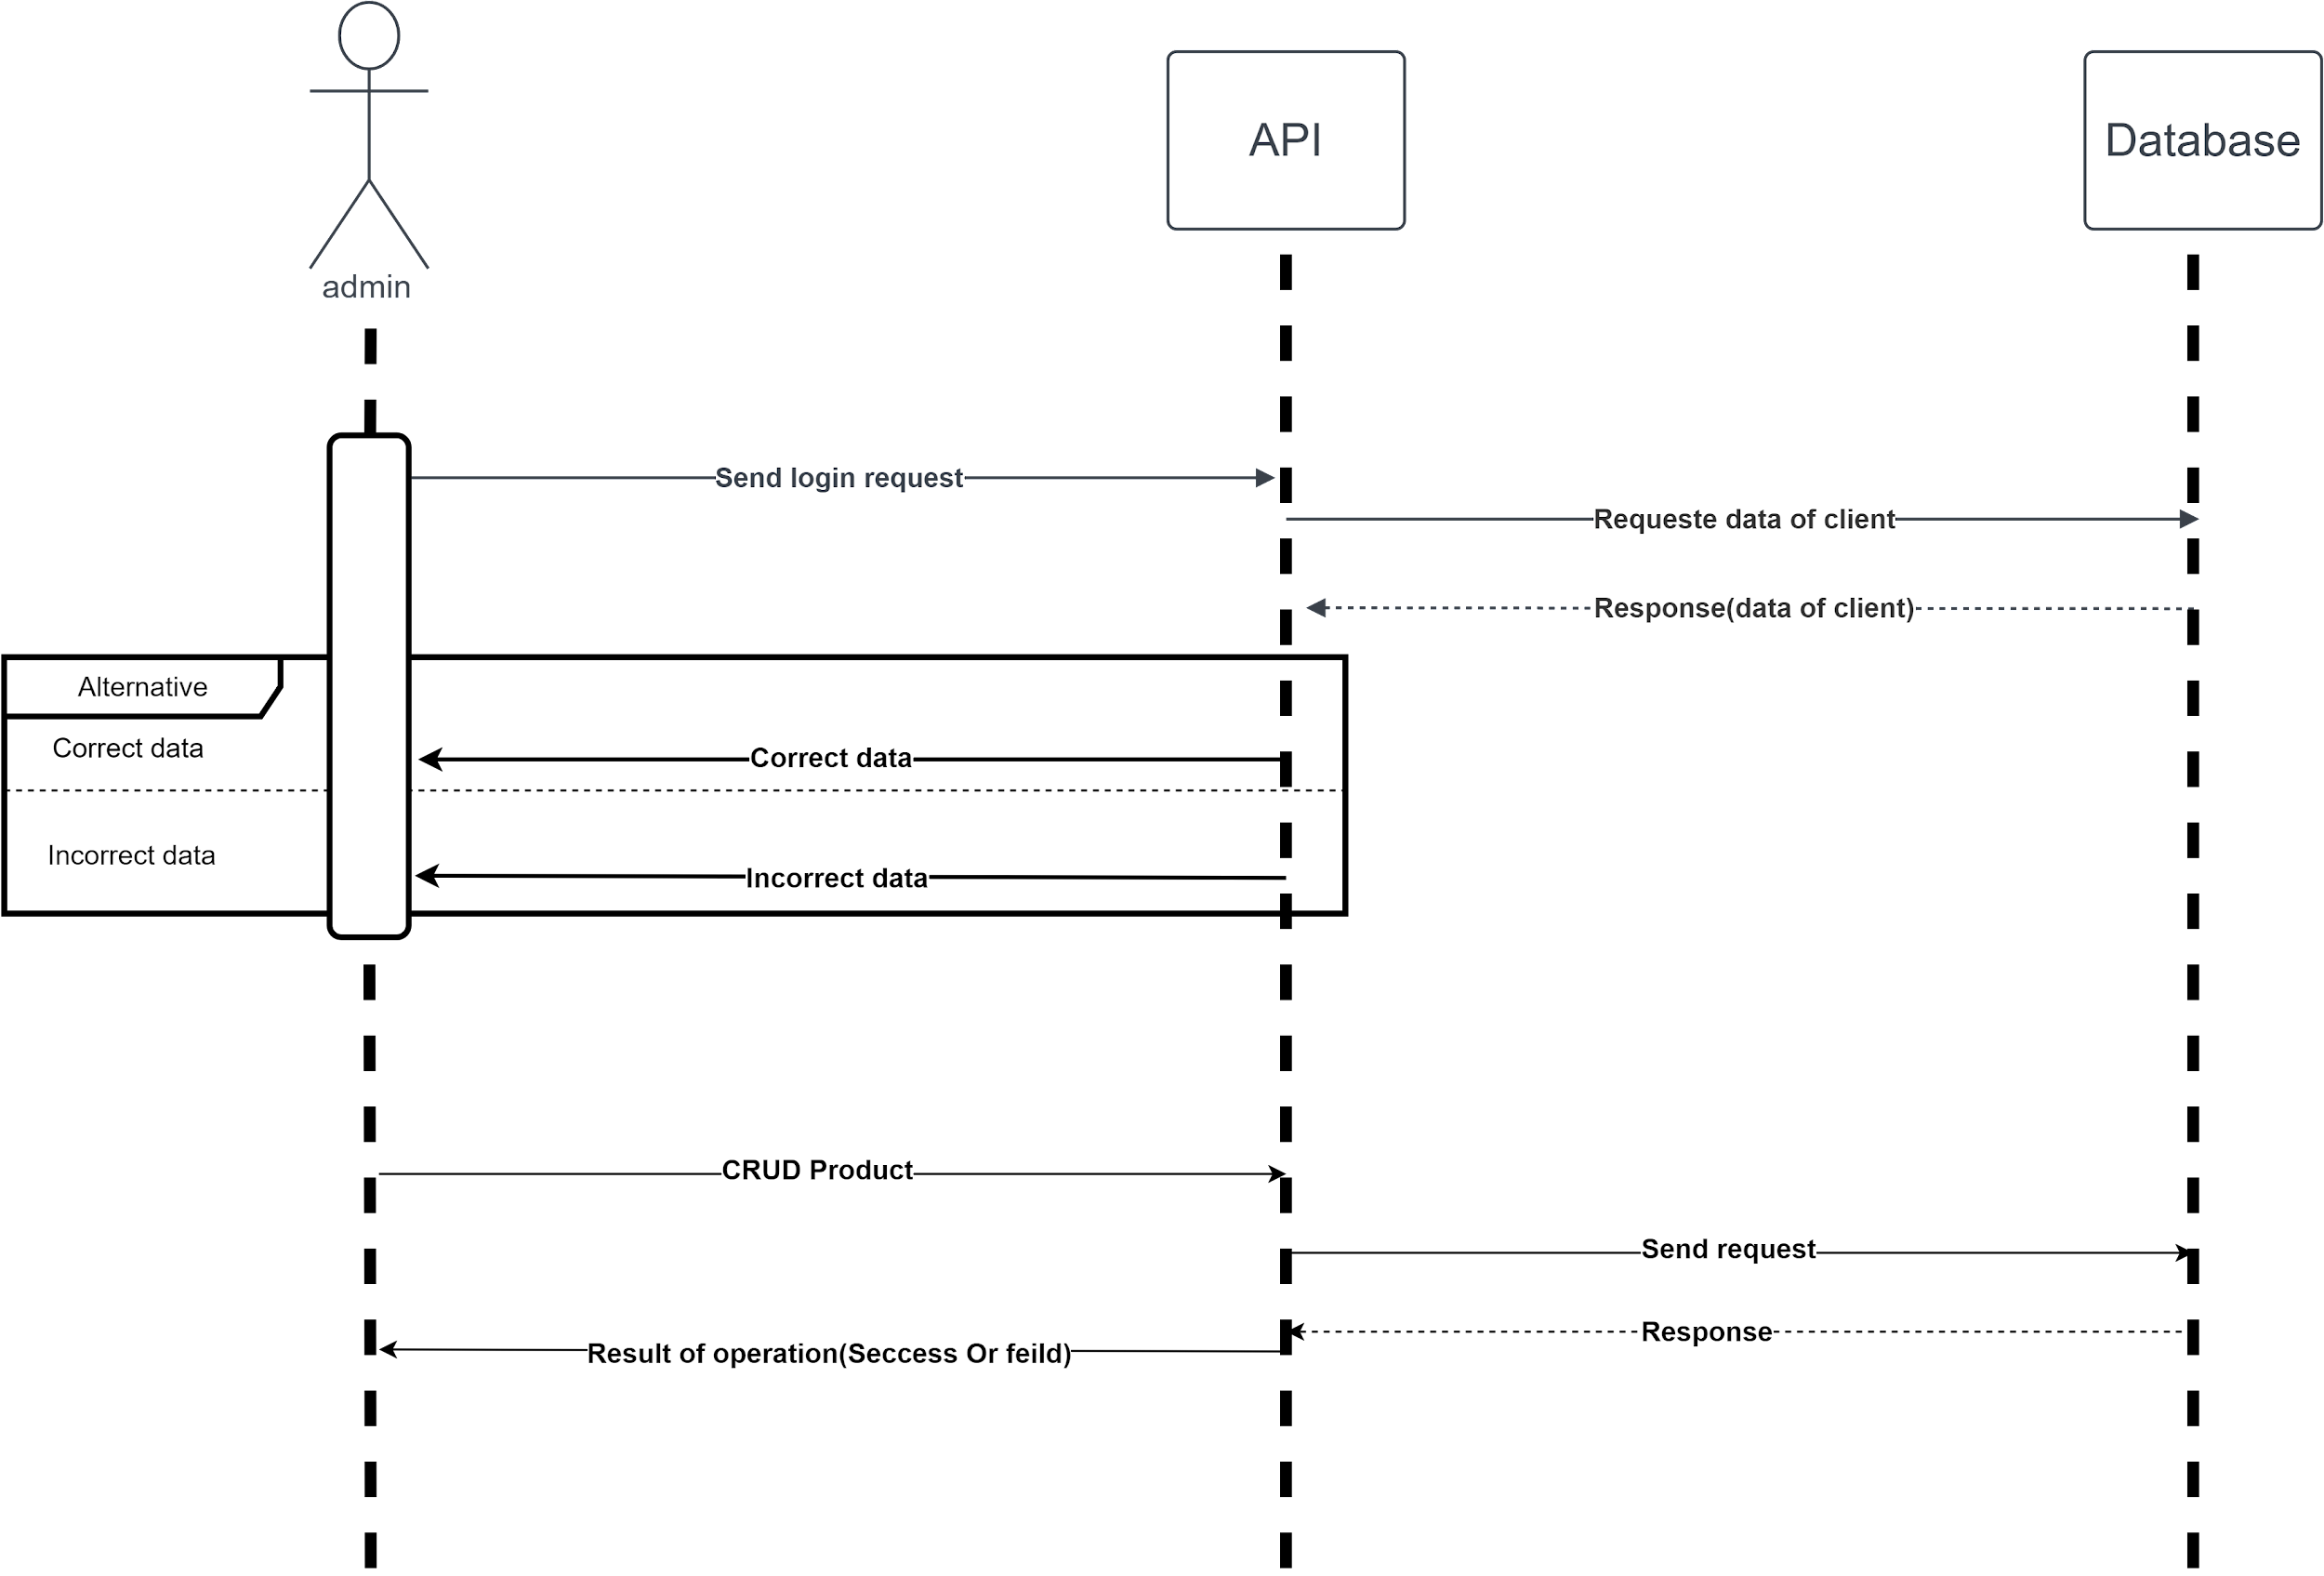 API
Database
admin
Send login request
Requeste data of client
Response(data of client)
Alternative
Correct data
Correct data
Incorrect data
Incorrect data
CRUD Product
Send request
Response
Result of operation(Seccess Or feild)